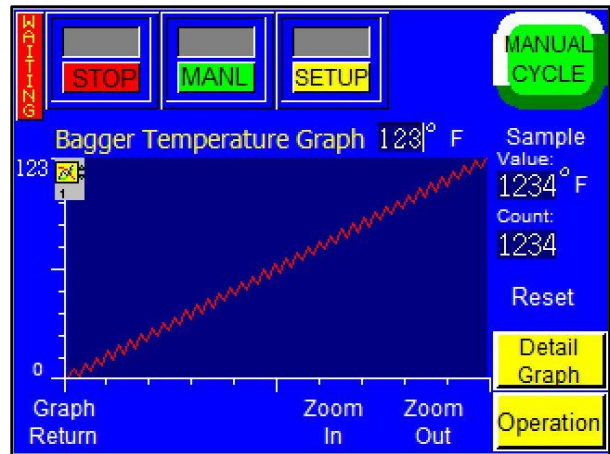 WAITING
STOP
MANL
SETUP
MANUAL
CYCLE
Bagger Temperature Graph 123° F
Sample
Value:
1234° F
Count:
1234
Reset
123
1
0
Detail
Graph
Graph
Return
Zoom
In
Zoom
Out
Operation